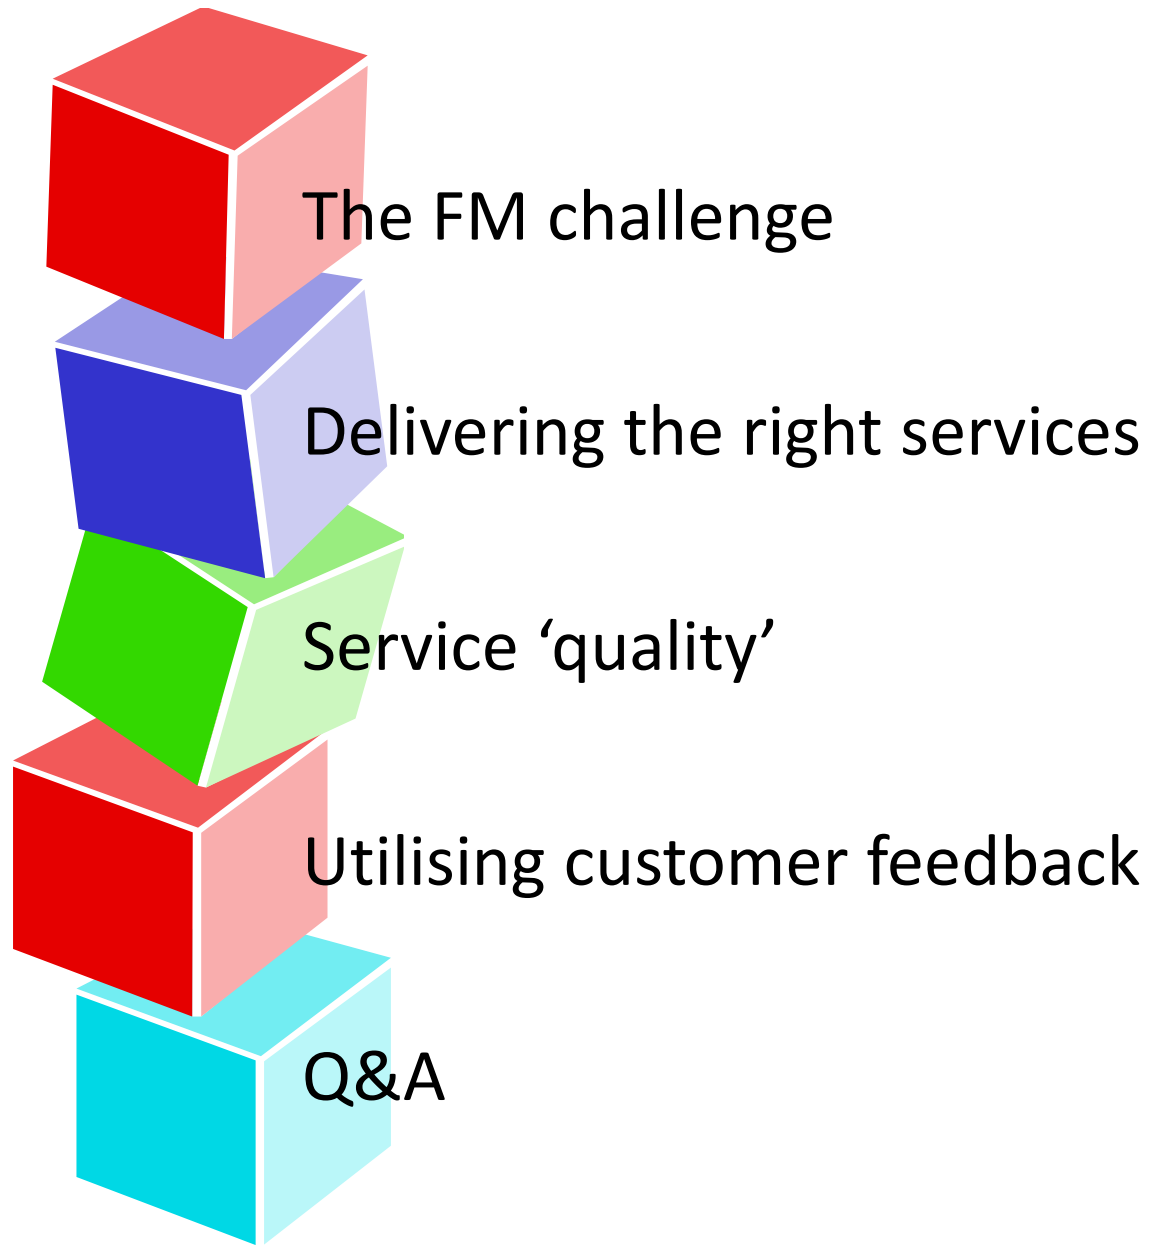 The FM challenge
Delivering the right services
Service ‘quality’
Utilising customer feedback
Q&A